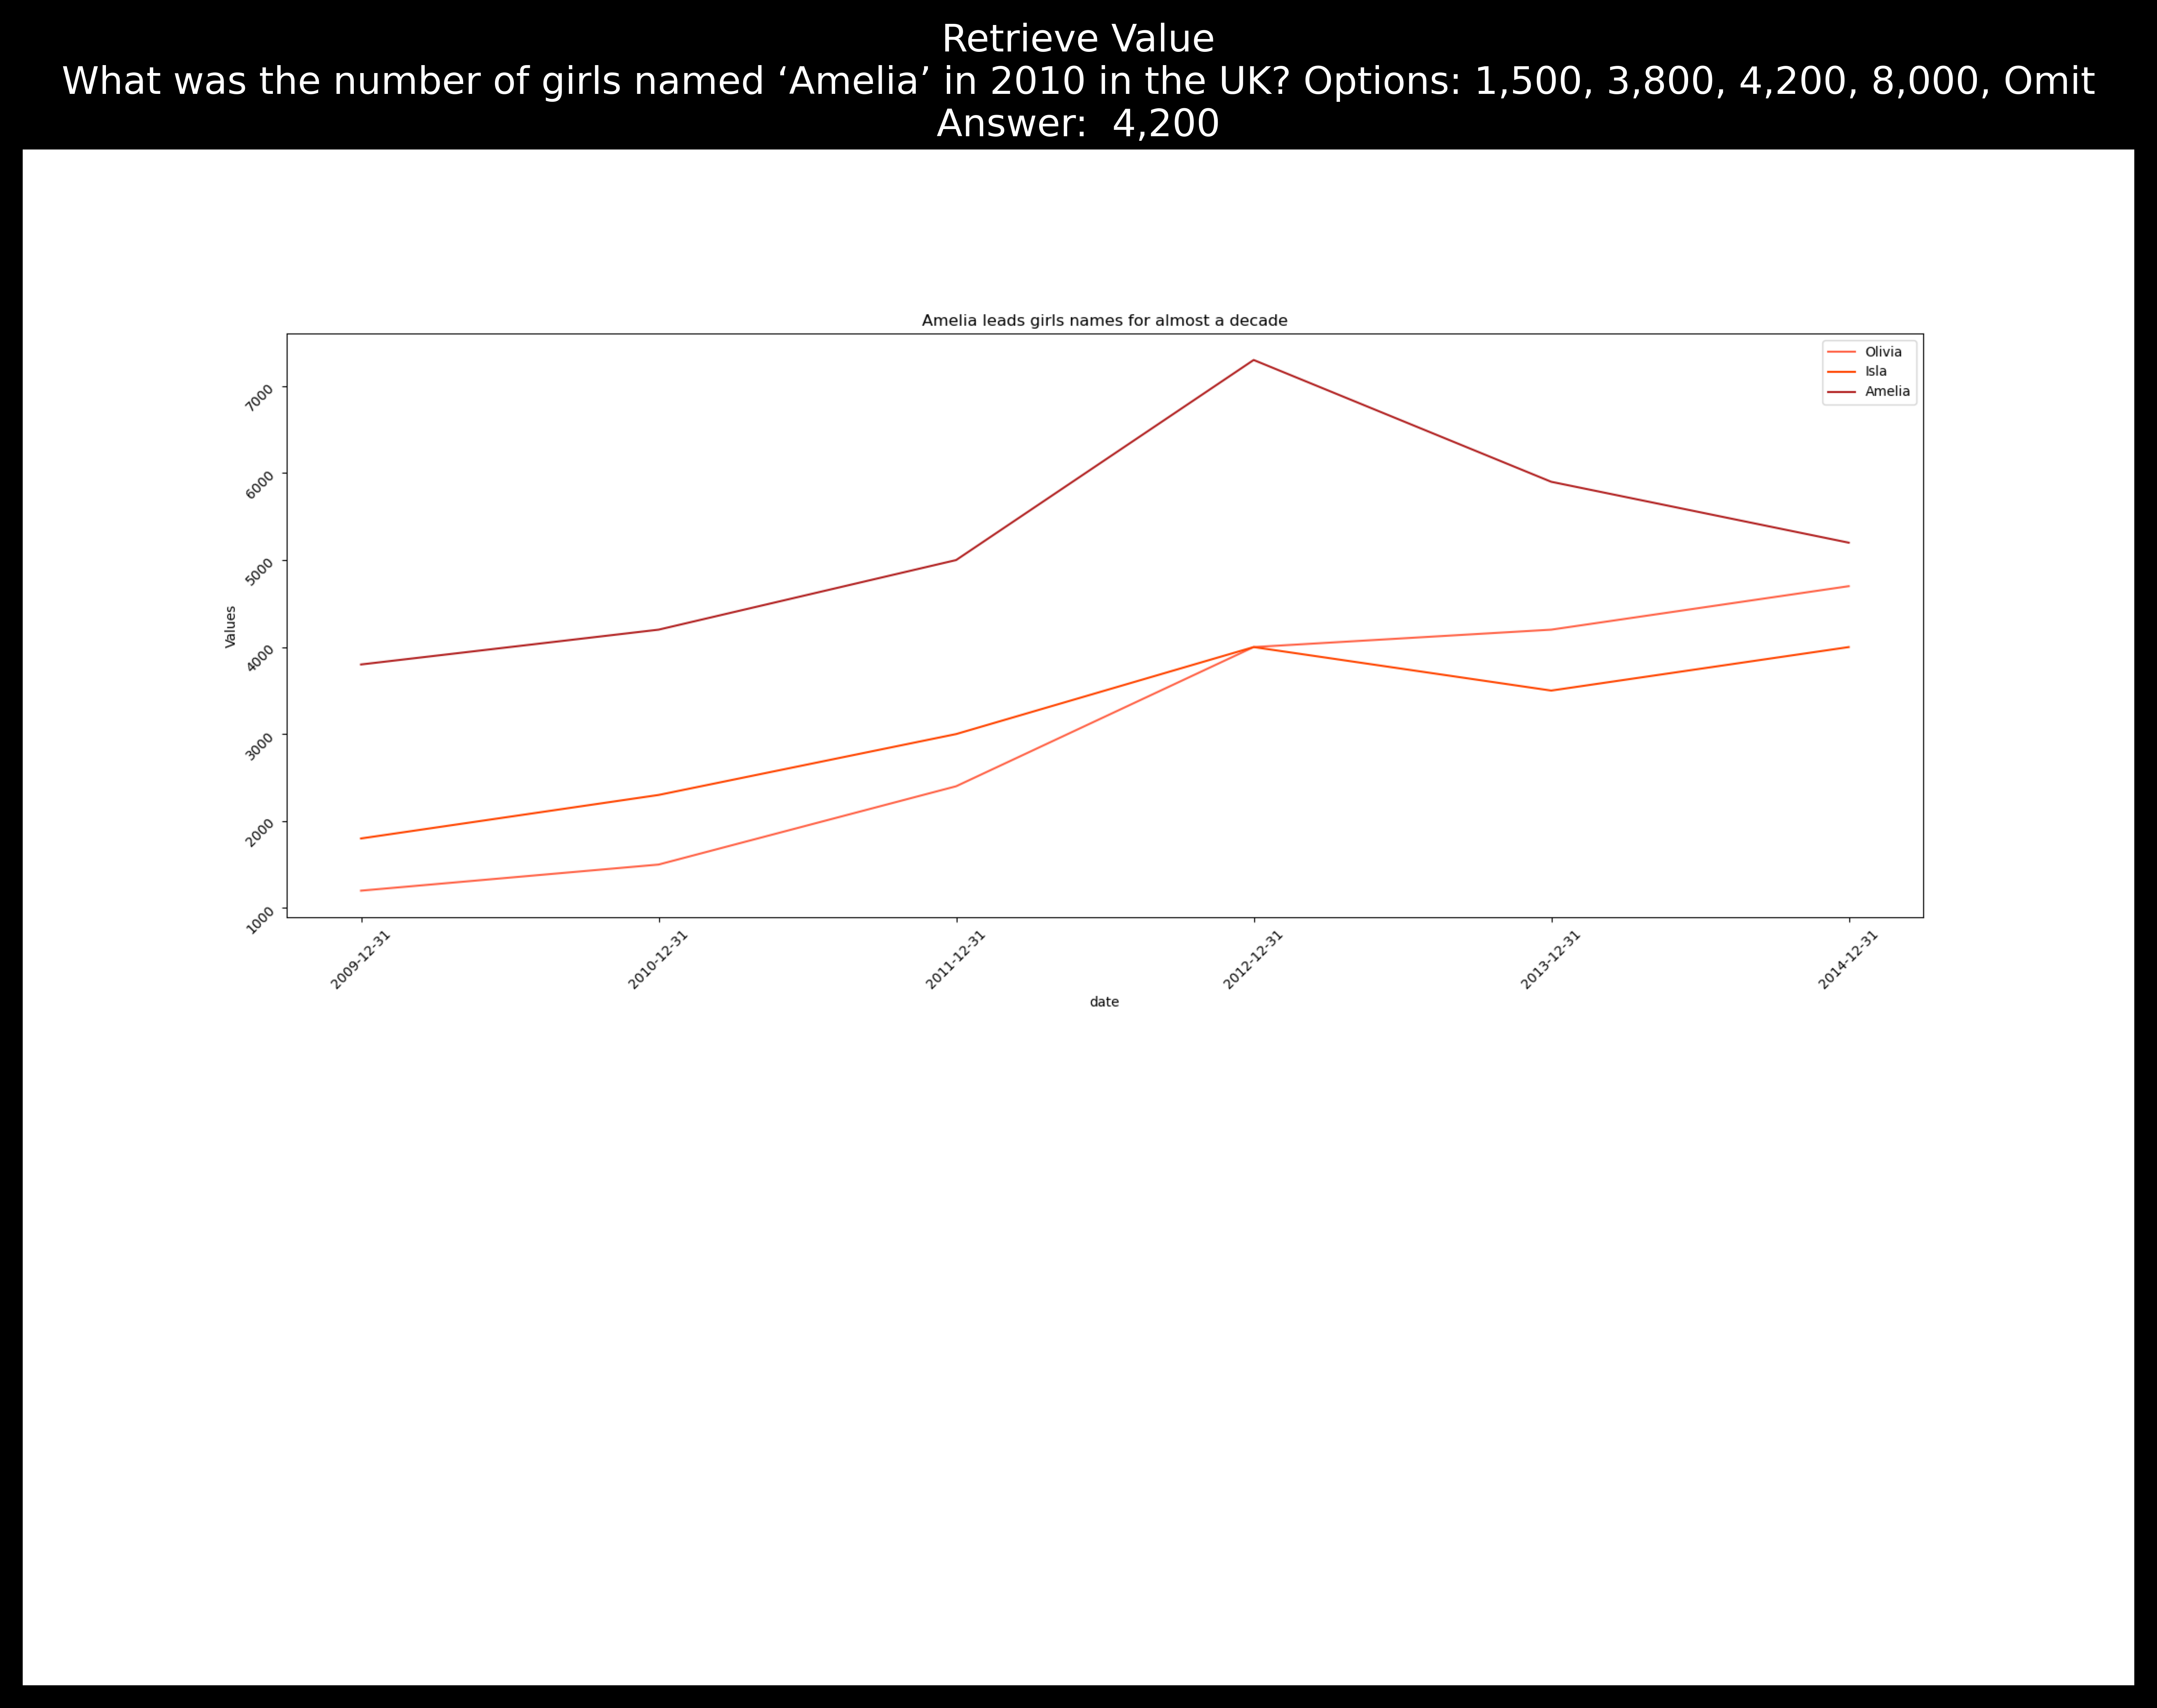 Retrieve Value
What was the number of girls named ‘Amelia’ in 2010 in the UK? Options: 1,500, 3,800, 4,200, 8,000, Omit
Answer:  4,200
Amelia leads girls names for almost a decade
Olivia
Isla
Amelia
7000
6000
5000
4000
3000
2000
1000
Values
2009-12-31
2010-12-31
2011-12-31
2012-12-31
2013-12-31
2014-12-31
date